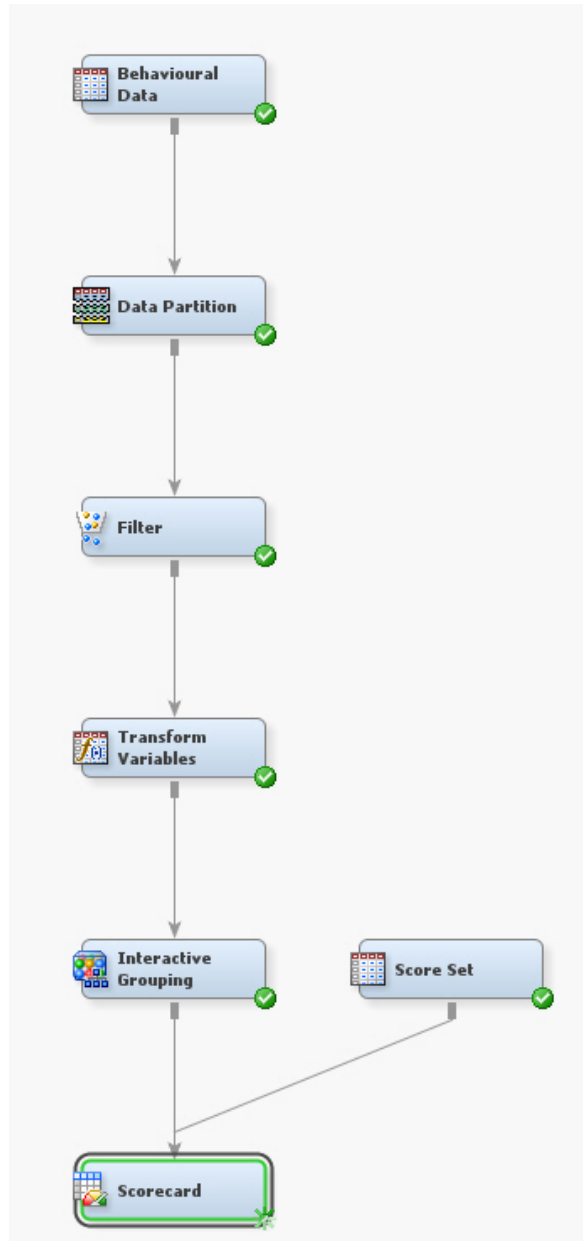 Behavioural
Data
Data Partition
Filter
Transform
Variables
Interactive
Grouping
Score Set
Scorecard